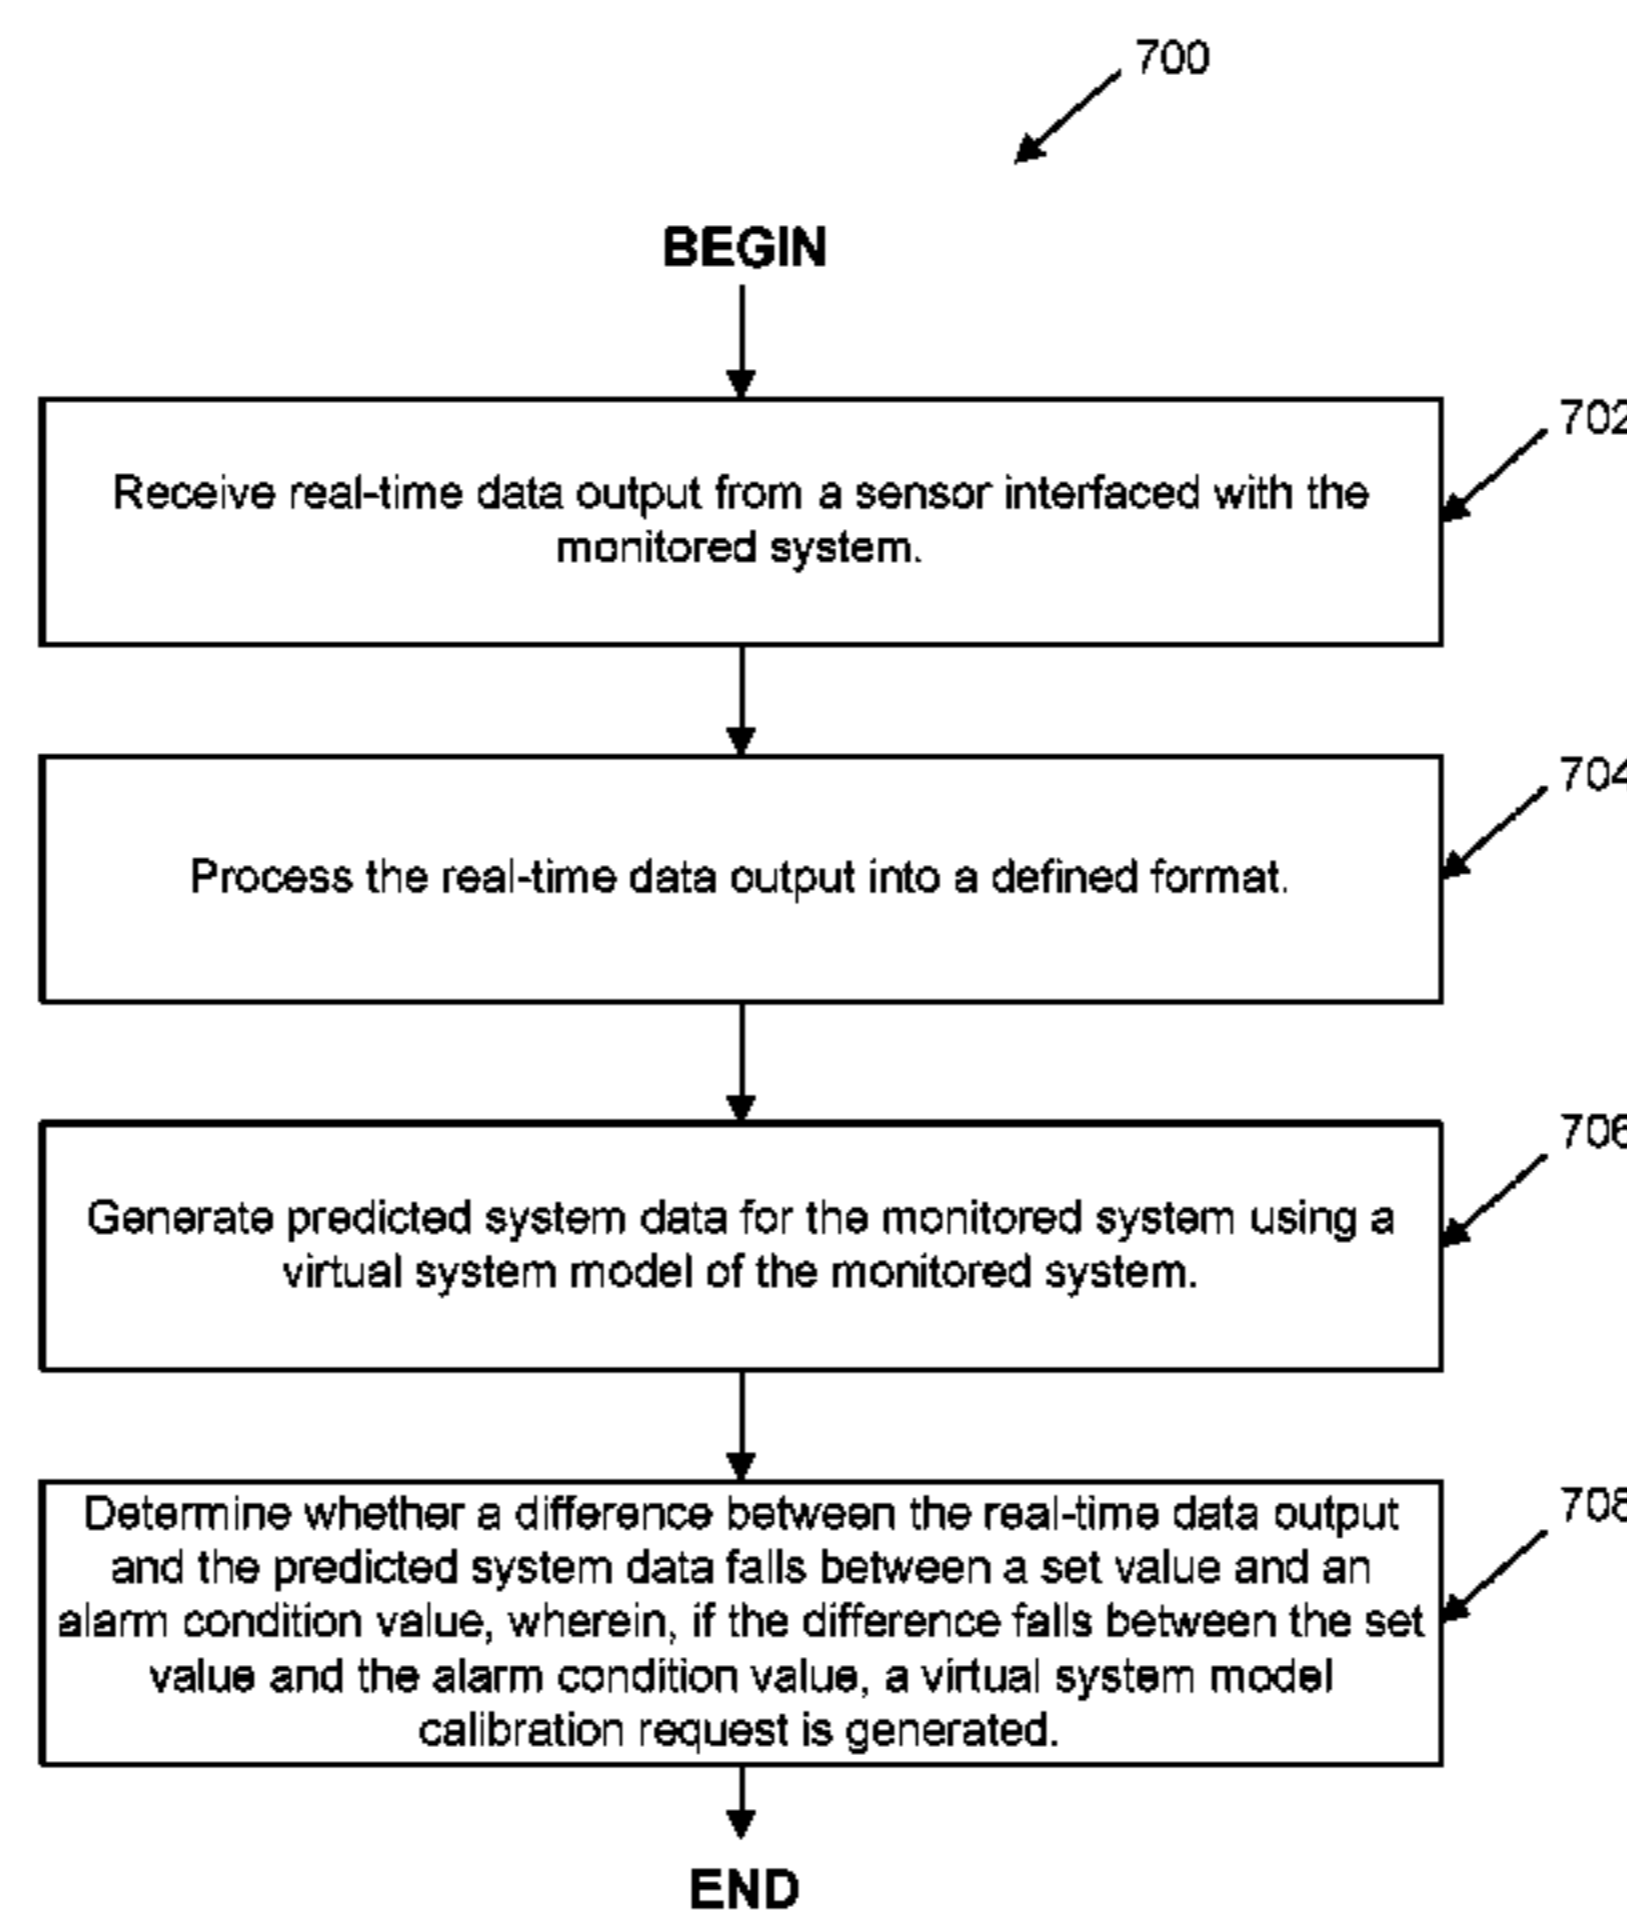 700
BEGIN
702
Receive real-time data output from a sensor interfaced with the
monitored system.
704
Process the real-time data output into a defined format.
706
Generate predicted system data for the monitored system using a
virtual system model of the monitored system.
708
Determine whether a difference between the real-time data output
and the predicted system data falls between a set value and an
alarm condition value, wherein, if the difference falls between the set
value and the alarm condition value, a virtual system model
calibration request is generated.
END